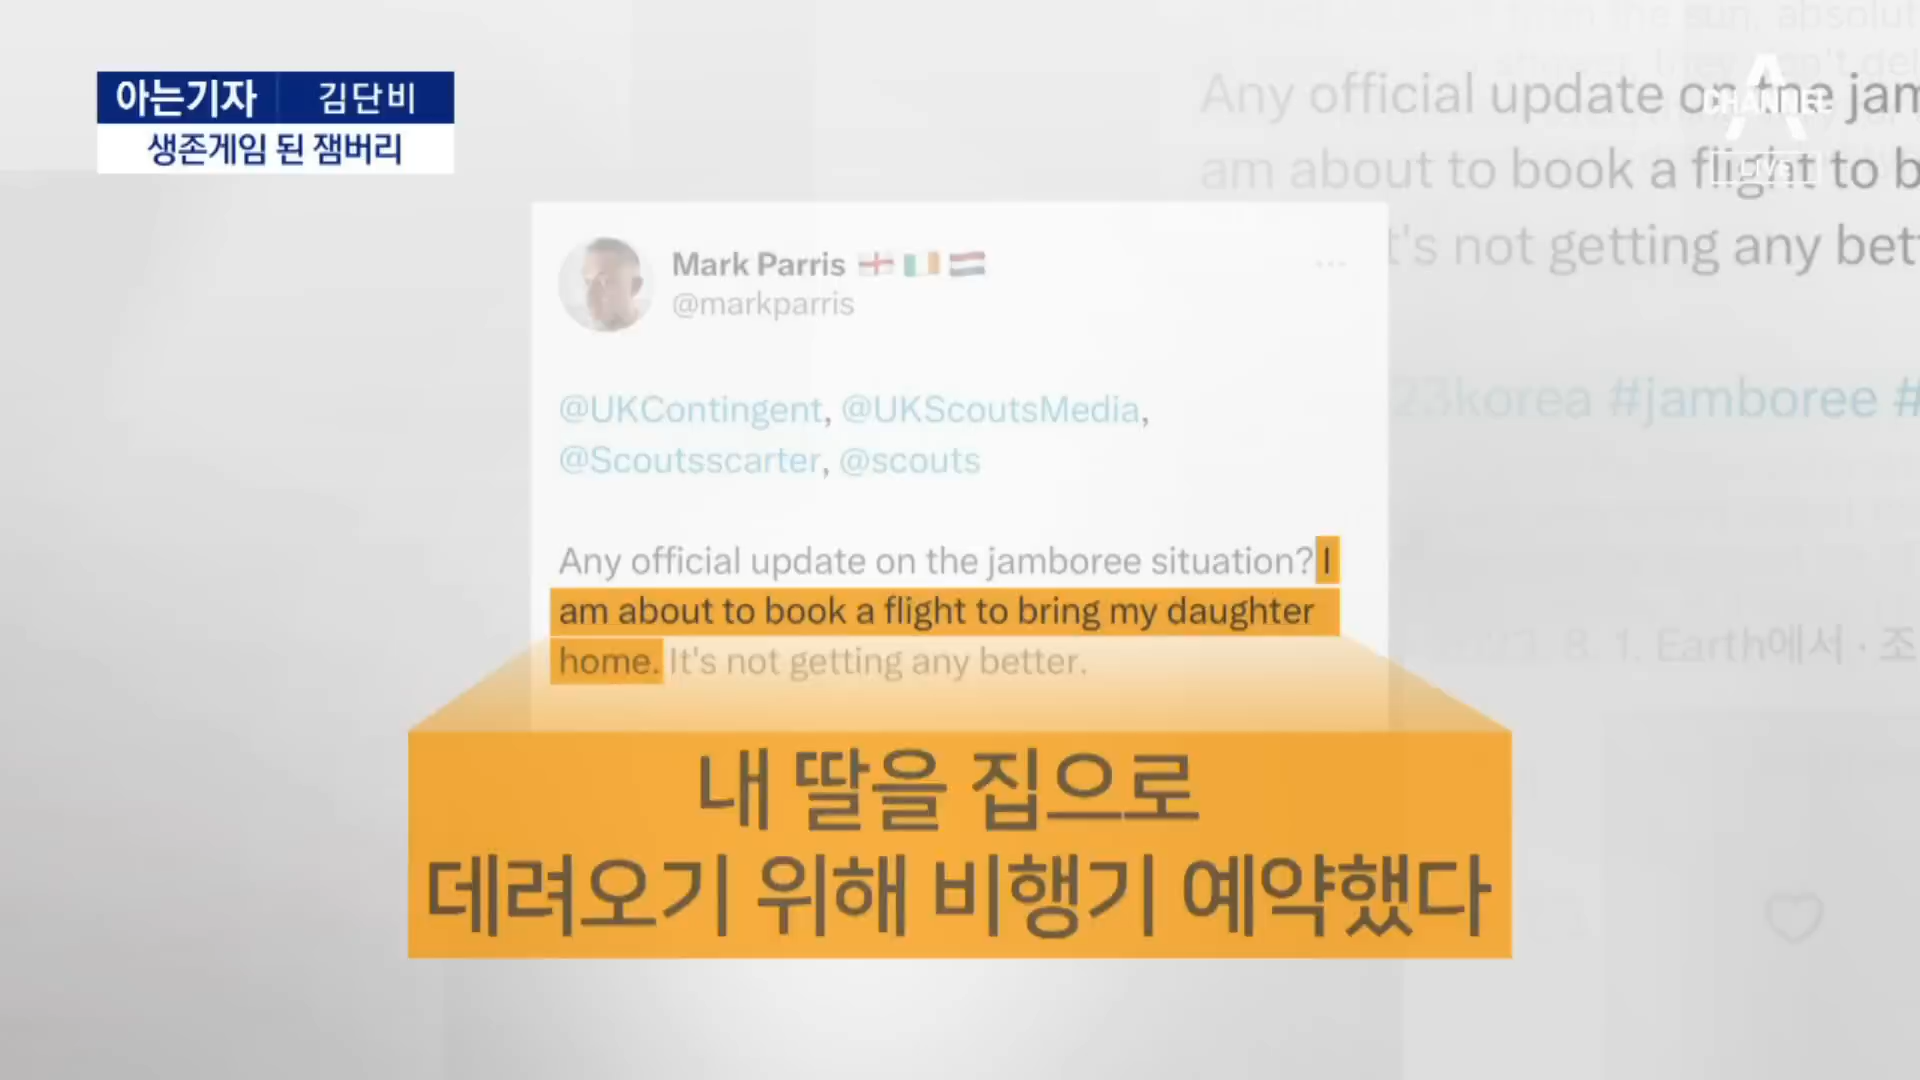 아는기자 김단비
생존게임 된 잼버리
CHANNEL A
LIVE
Any official update on the jam
am about to book a flight to b
t's not getting any bett
23korea #jamboree #
8. 1. Earth에서 · 조
Mark Parris
@markparris
@UKContingent, @UKScoutsMedia,
@Scoutsscarter, @scouts
Any official update on the jamboree situation? I
am about to book a flight to bring my daughter
home. It's not getting any better.
내 딸을 집으로
데려오기 위해 비행기 예약했다